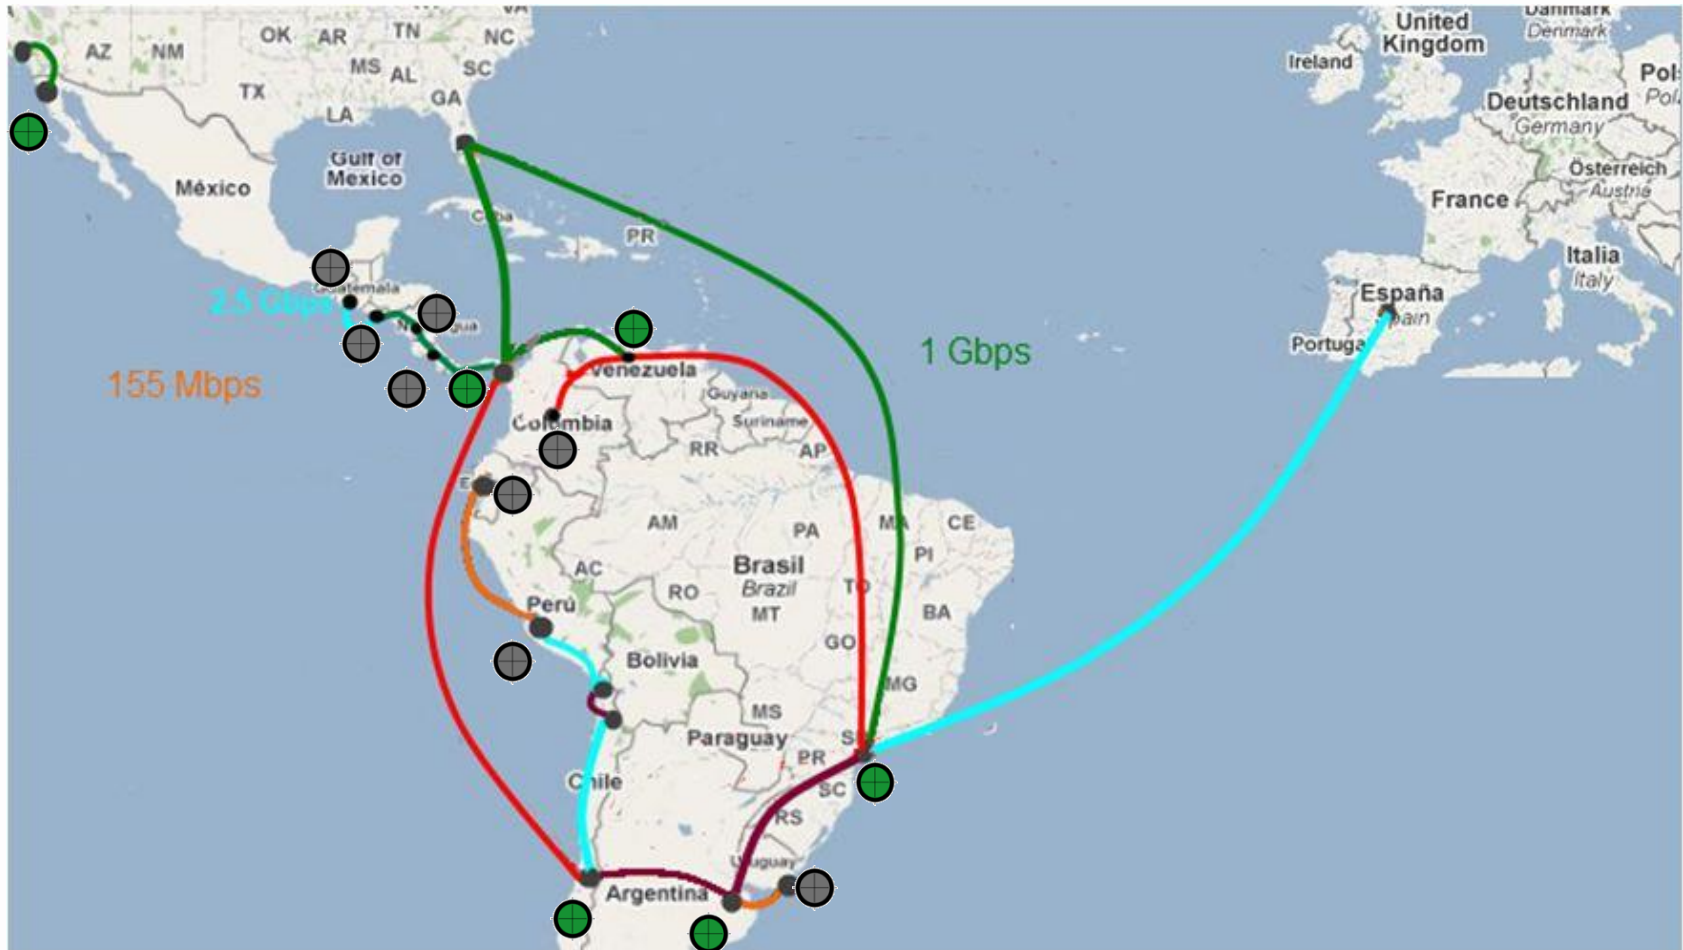 VA
OK
AR
TN
NC
AZ
NM
MS
AL
SC
TX
GA
LA
United
Kingdom
Danmark
Denmark
Ireland
Deutschland
Germany
Österreich
Austria
France
Italia
Italy
España
Spain
Gulf of
Mexico
México
Cuba
PR
Guatemala
2.5 Gbps
155 Mbps
1 Gbps
Venezuela
Guyana
Suriname
Colombia
RR
AP
AM
PA
MA
CE
PI
Brasil
Brazil
AC
RO
MT
TO
BA
Perú
GO
Bolivia
MG
MS
Paraguay
PR
Chile
SC
RS
Uruguay
Argentina